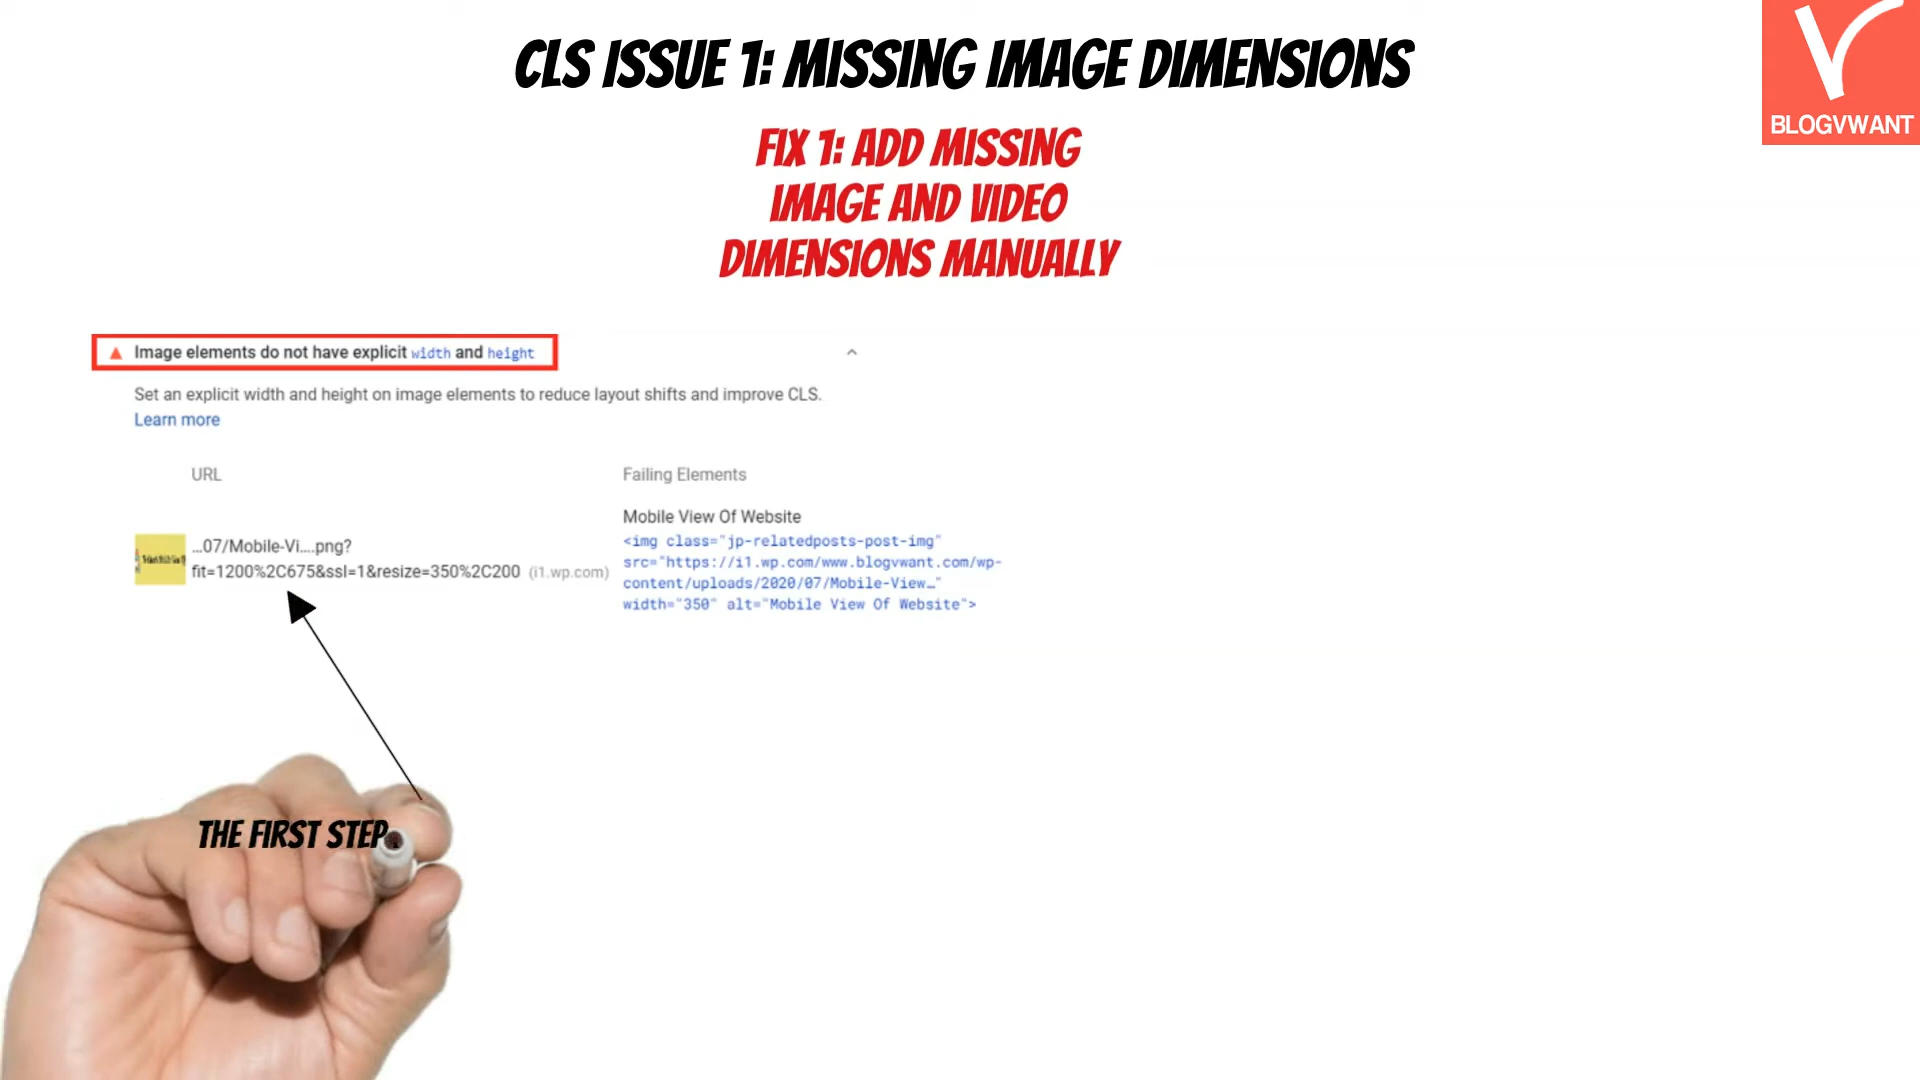 CLS ISSUE 1: MISSING IMAGE DIMENSIONS
BLOGVWANT
FIX 1: ADD MISSING
IMAGE AND VIDEO
DIMENSIONS MANUALLY
Image elements do not have explicit width and height
Set an explicit width and height on image elements to reduce layout shifts and improve CLS.
Learn more
URL
Failing Elements
...07/Mobile-Vi....png?
fit=1200%2C675&ssl=1&resize=350%2C200 (i1.wp.com)
Mobile View Of Website
<img class="jp-relatedposts-post-img"
src="https://i1.wp.com/www.blogvwant.com/wp-
content/uploads/2020/07/Mobile-View…"
width="350" alt="Mobile View Of Website">
THE FIRST STEP